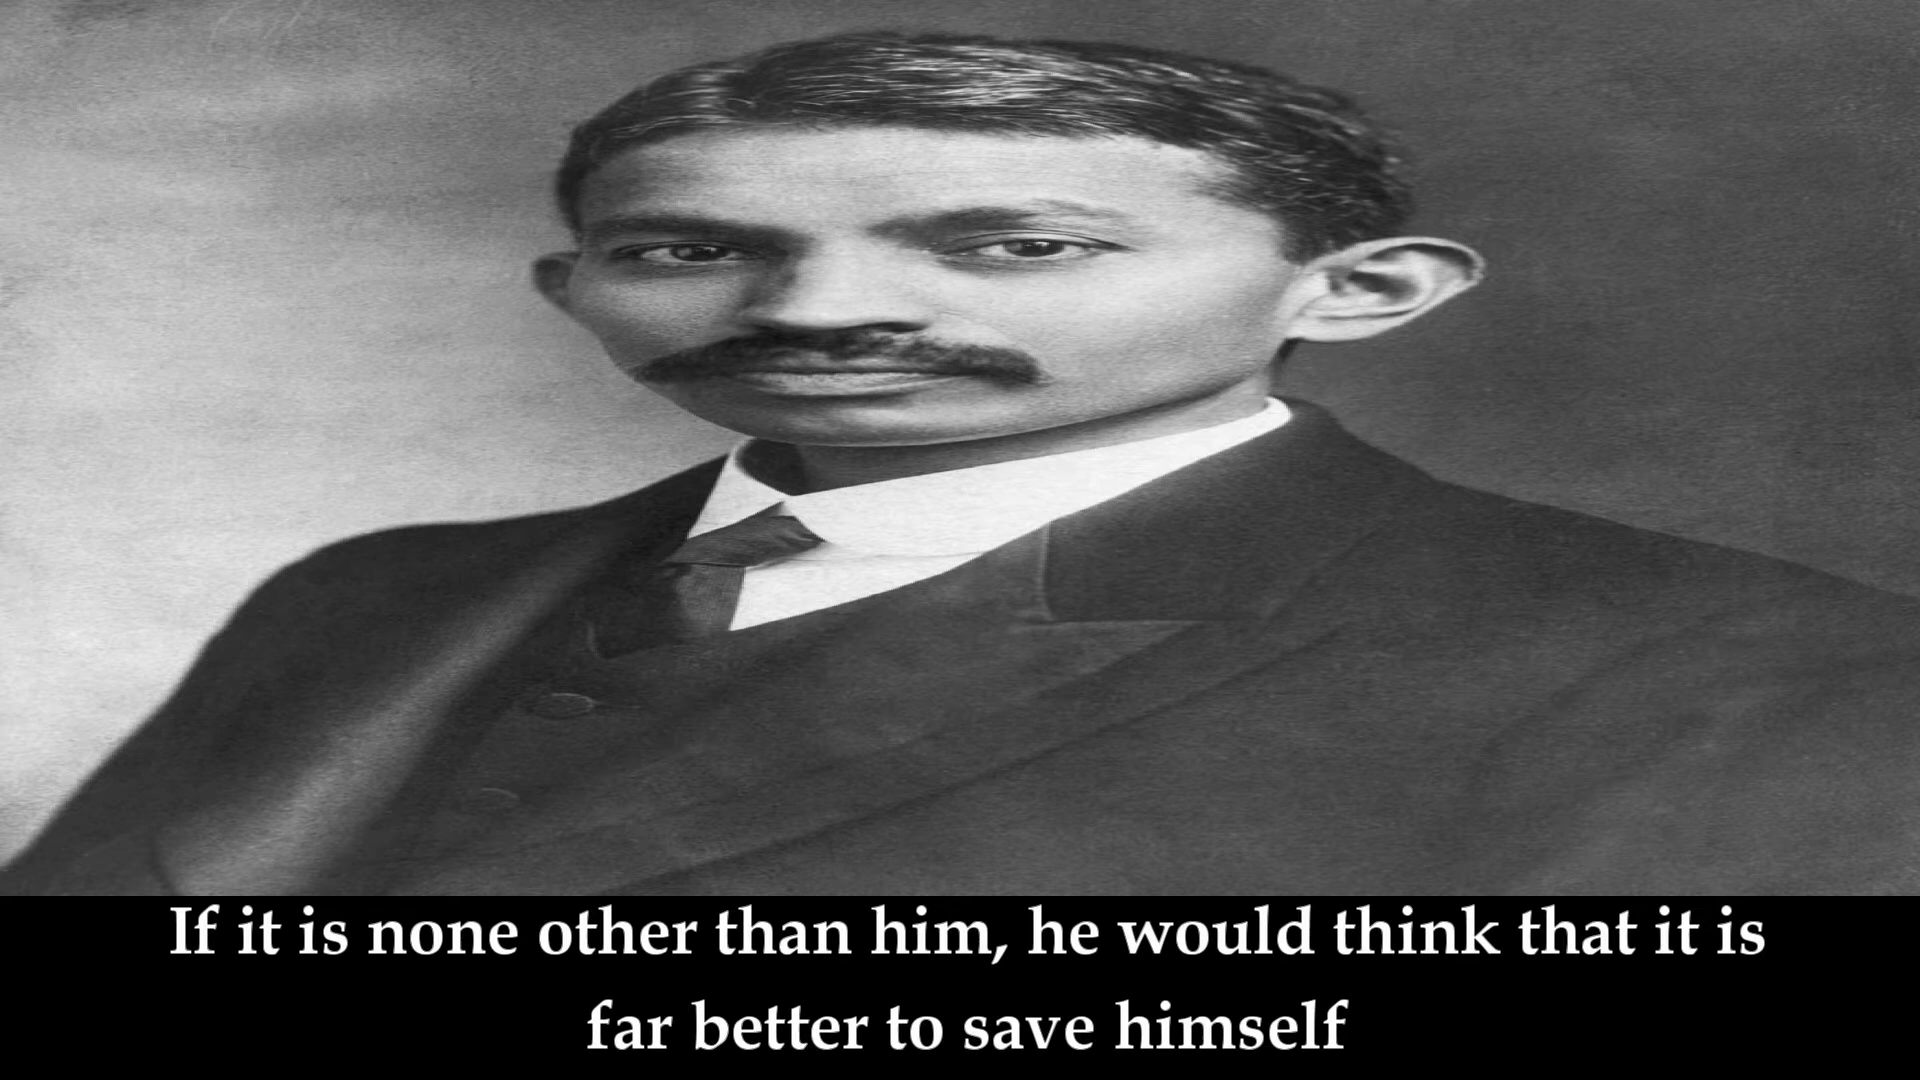 If it is none other than him, he would think that it is
far better to save himself